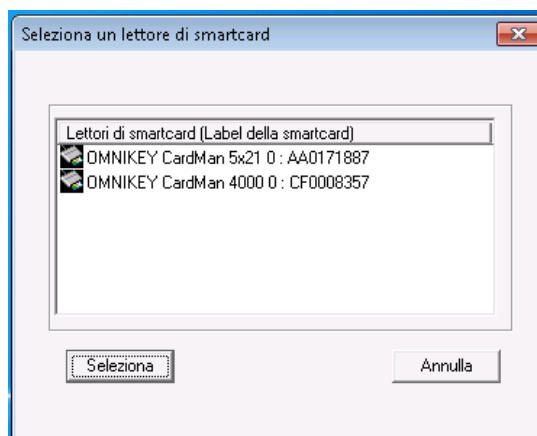 Seleziona un lettore di smartcard
Lettori di smartcard (Label della smartcard)
OMNIKEY CardMan 5x21 0 : AA0171887
OMNIKEY CardMan 4000 0 : CF0008357
Seleziona
Annulla